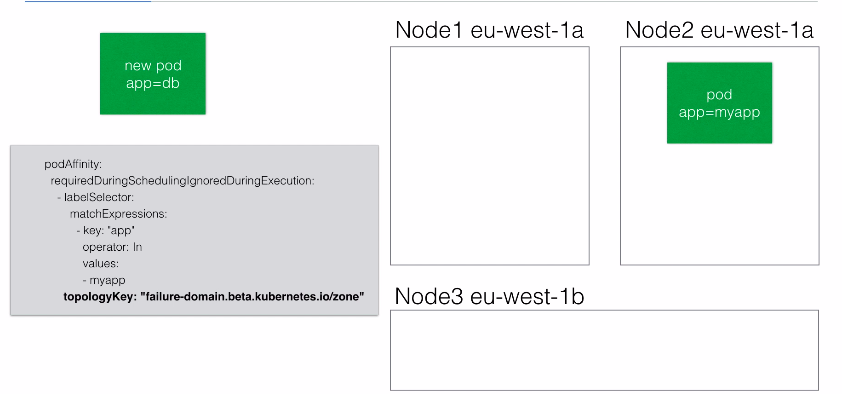 new pod
app=db
podAffinity:
requiredDuringSchedulingIgnoredDuringExecution:
- labelSelector:
matchExpressions:
- key: "app"
operator: In
values:
- myapp
topologyKey: "failure-domain.beta.kubernetes.io/zone"
Node1 eu-west-1a
Node2 eu-west-1a
pod
app=myapp
Node3 eu-west-1b